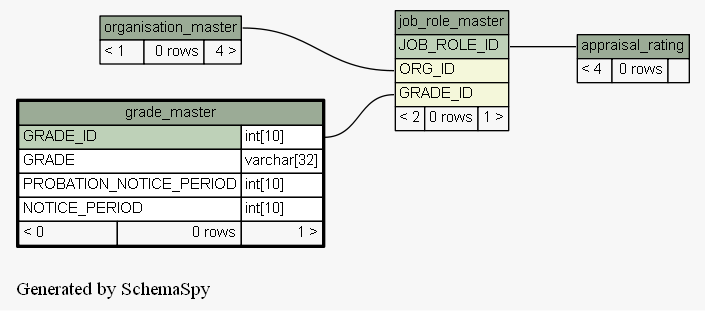 organisation_master
< 1 0 rows 4 >
job_role_master
JOB_ROLE_ID
ORG_ID
GRADE_ID
< 2 0 rows 1 >
appraisal_rating
< 4 0 rows
grade_master
GRADE_ID int[10]
GRADE varchar[32]
PROBATION_NOTICE_PERIOD int[10]
NOTICE_PERIOD int[10]
< 0 0 rows 1 >
Generated by SchemaSpy